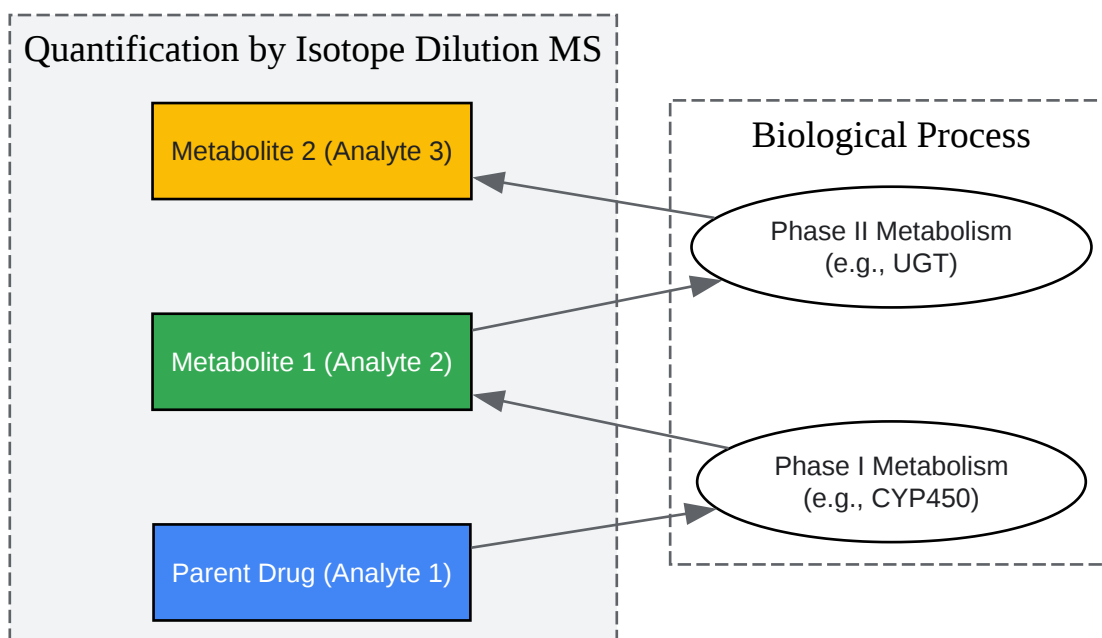 Quantification by Isotope Dilution MS
Metabolite 2 (Analyte 3)
Metabolite 1 (Analyte 2)
Parent Drug (Analyte 1)
Biological Process
Phase II Metabolism
(e.g., UGT)
Phase I Metabolism
(e.g., CYP450)